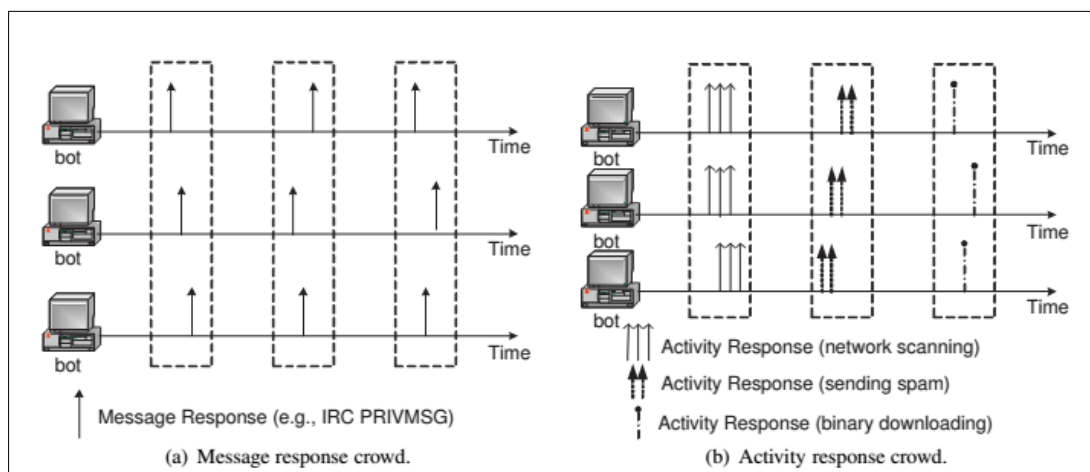 bot
Time
bot
Time
bot
Time
Message Response (e.g., IRC PRIVMSG)
(a) Message response crowd.
bot
Time
bot
Time
bot
Time
Activity Response (network scanning)
Activity Response (sending spam)
Activity Response (binary downloading)
(b) Activity response crowd.